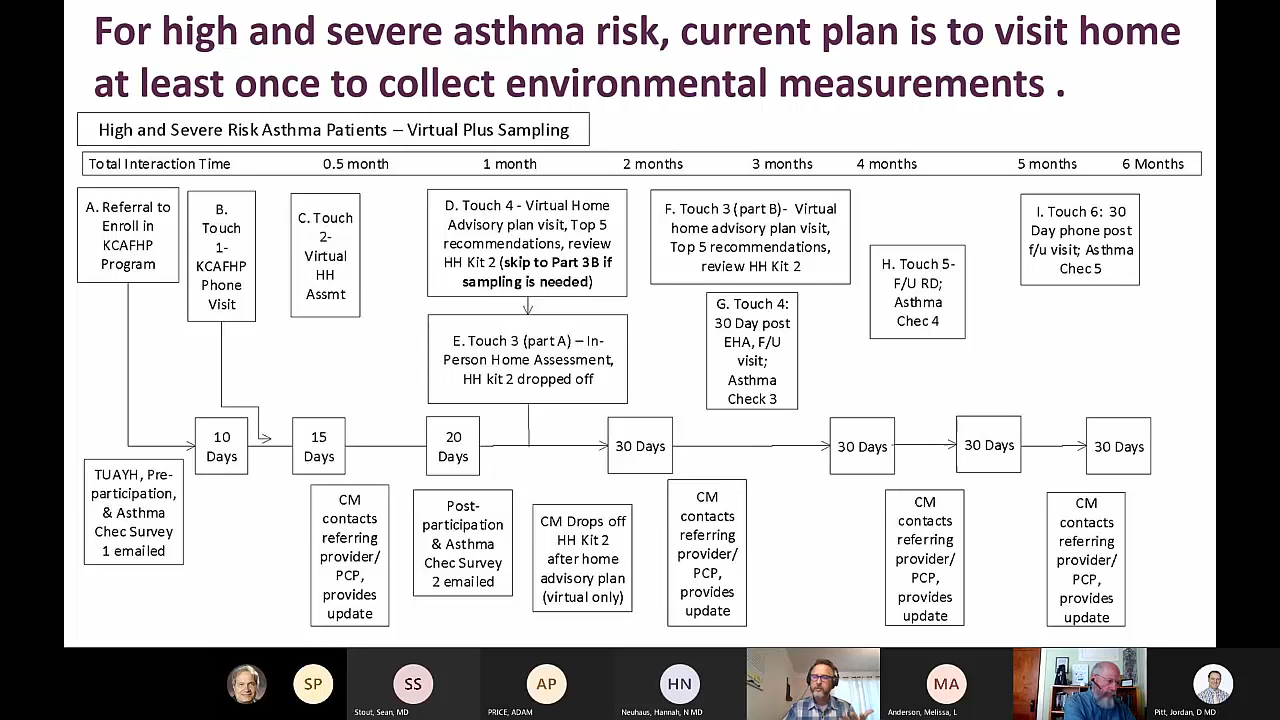 For high and severe asthma risk, current plan is to visit home
at least once to collect environmental measurements .
High and Severe Risk Asthma Patients – Virtual Plus Sampling
Total Interaction Time 0.5 month 1 month 2 months 3 months 4 months 5 months 6 Months
A. Referral to
Enroll in
KCAFHP
Program
B.
Touch
1-
KCAFHP
Phone
Visit
C. Touch
2-
Virtual
HH
Assmt
D. Touch 4 - Virtual Home
Advisory plan visit, Top 5
recommendations, review
HH Kit 2 (skip to Part 3B if
sampling is needed)
E. Touch 3 (part A) – In-
Person Home Assessment,
HH kit 2 dropped off
F. Touch 3 (part B)- Virtual
home advisory plan visit,
Top 5 recommendations,
review HH Kit 2
G. Touch 4:
30 Day post
EHA, F/U
visit;
Asthma
Check 3
H. Touch 5-
F/U RD;
Asthma
Chec 4
I. Touch 6: 30
Day phone post
f/u visit; Asthma
Chec 5
10
Days
15
Days
20
Days
30 Days
30 Days
30 Days
30 Days
TUAYH, Pre-
participation,
& Asthma
Chec Survey
1 emailed
CM
contacts
referring
provider/
PCP,
provides
update
Post-
participation
& Asthma
Chec Survey
2 emailed
CM Drops off
HH Kit 2
after home
advisory plan
(virtual only)
CM
contacts
referring
provider/
PCP,
provides
update
CM
contacts
referring
provider/
PCP,
provides
update
CM
contacts
referring
provider/
PCP,
provides
update
SP
SS
AP
HN
MA
Stout, Sean, MD
PRICE, ADAM
Neuhaus, Hannah, N MD
Anderson, Melissa, L
Pitt, Jordan, D MD